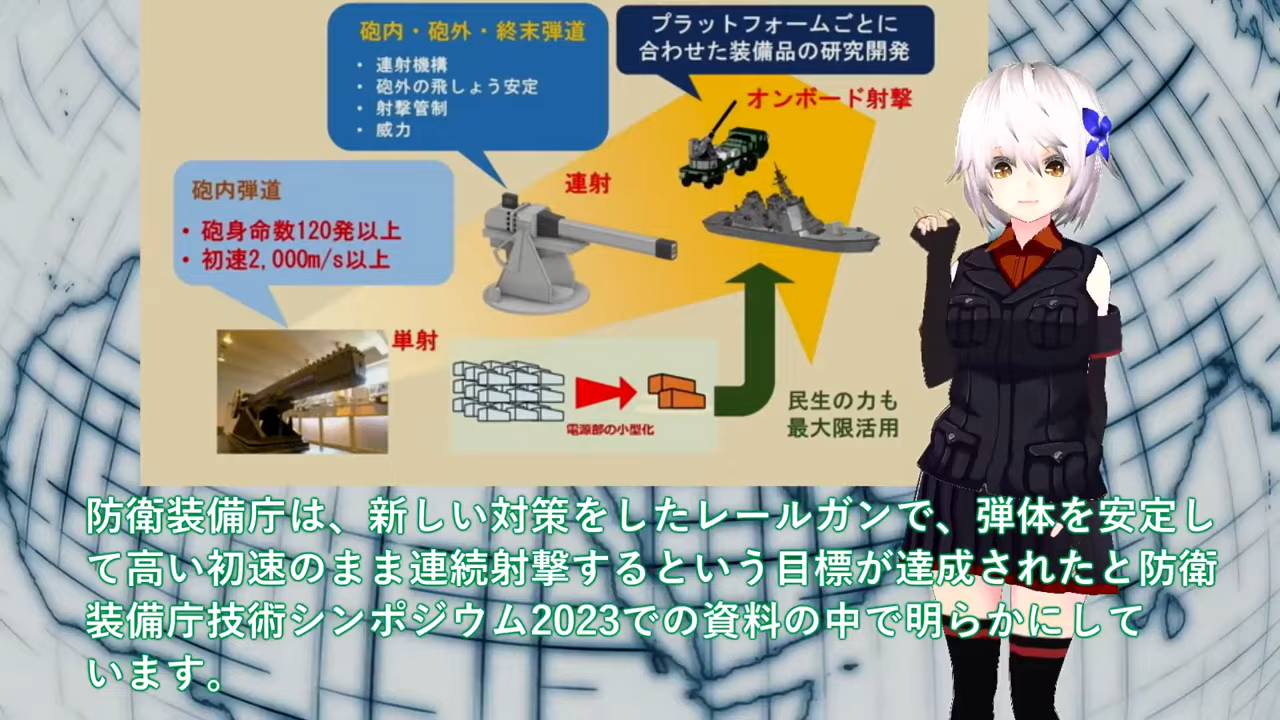 砲内・砲外・終末弾道
・ 連射機構
・ 砲外の飛しょう安定
・ 射撃管制
・ 威力
プラットフォームごとに
合わせた装備品の研究開発
オンボード射撃
連射
砲内弾道
・ 砲身命数120発以上
・ 初速2,000m/s以上
単射
電源部の小型化
民生の力も
最大限活用
防衛装備庁は、新しい対策をしたレールガンで、弾体を安定し
て高い初速のまま連続射撃するという目標が達成されたと防衛
装備庁技術シンポジウム2023での資料の中で明らかにして
います。